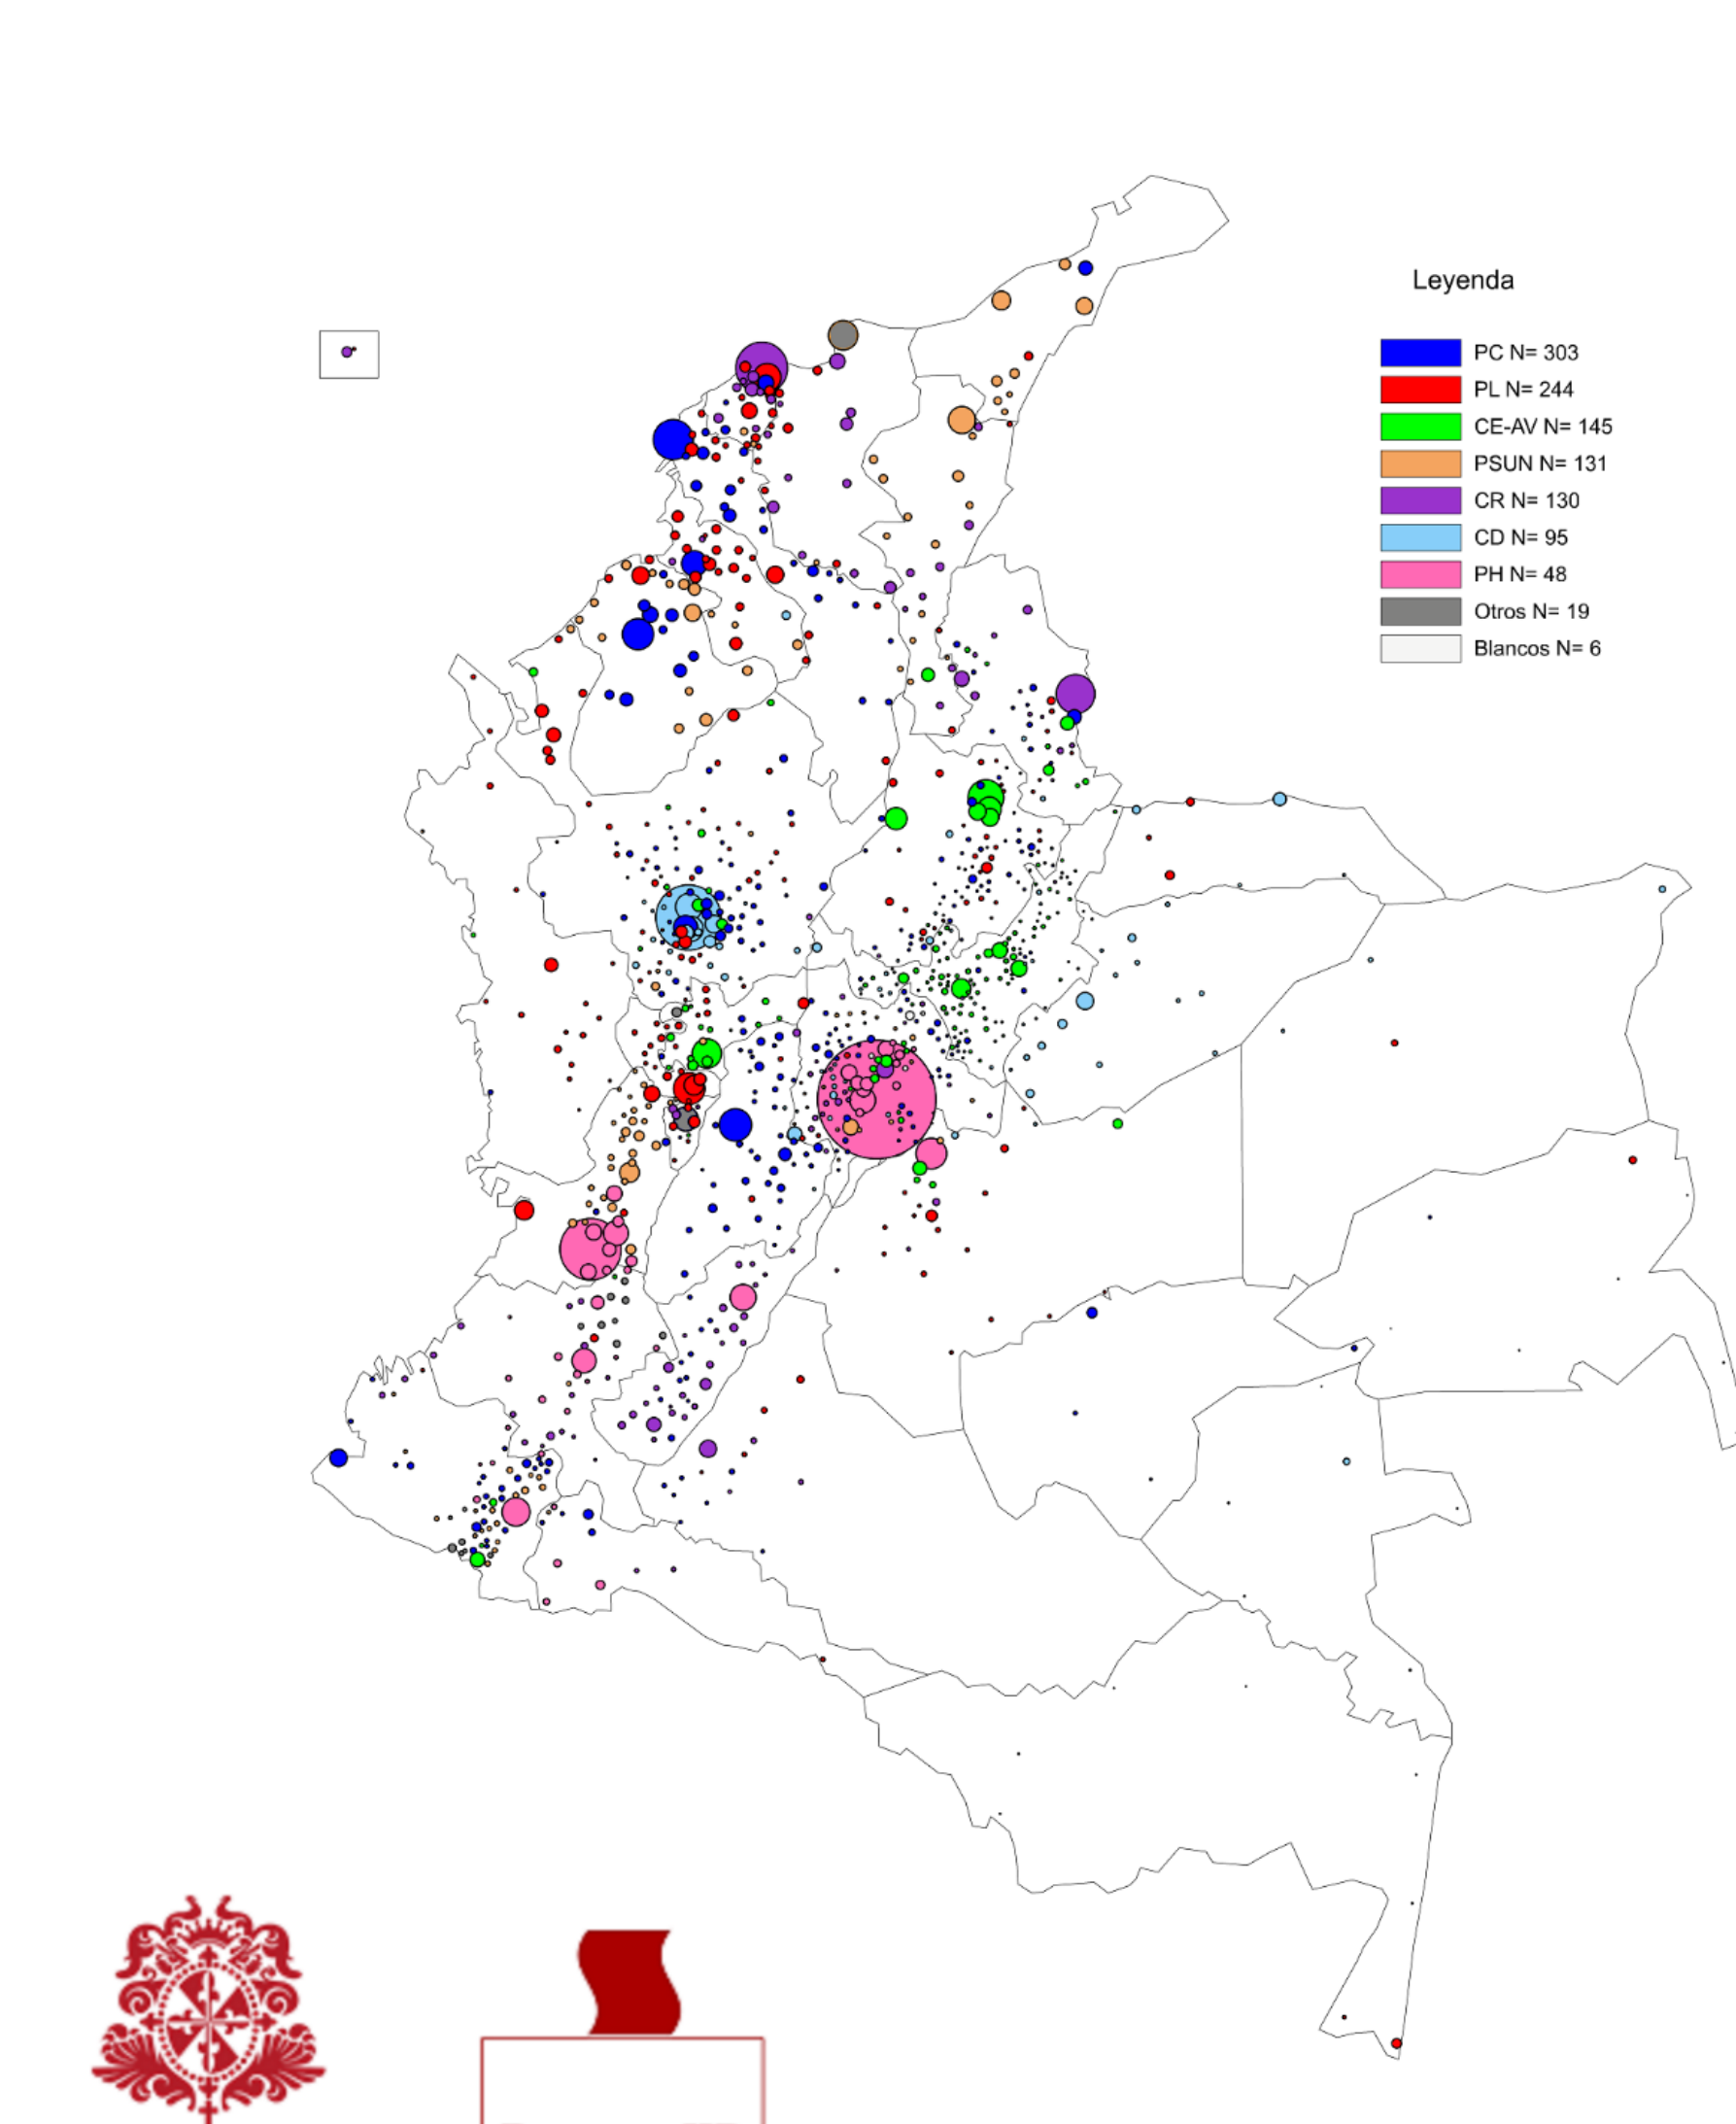 Leyenda
PC N= 303
PL N= 244
CE-AV N= 145
PSUN N= 131
CR N= 130
CD N= 95
PH N= 48
Otros N= 19
Blancos N= 6